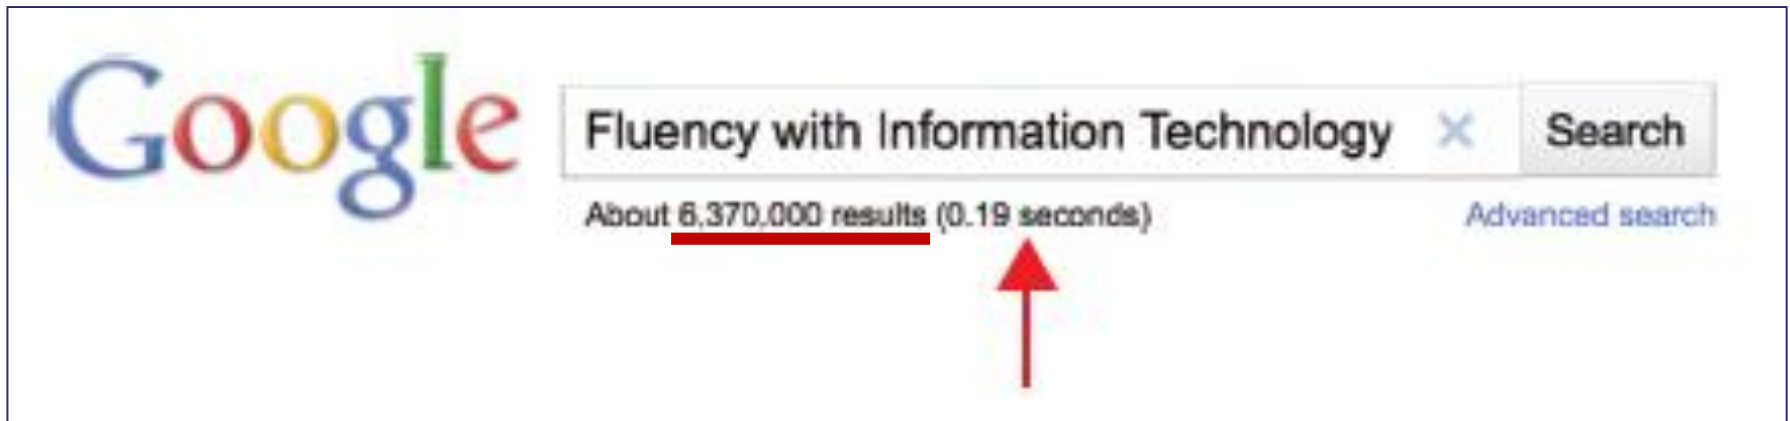 Google
Fluency with Information Technology × Search
About 6,370,000 results (0.19 seconds) Advanced search